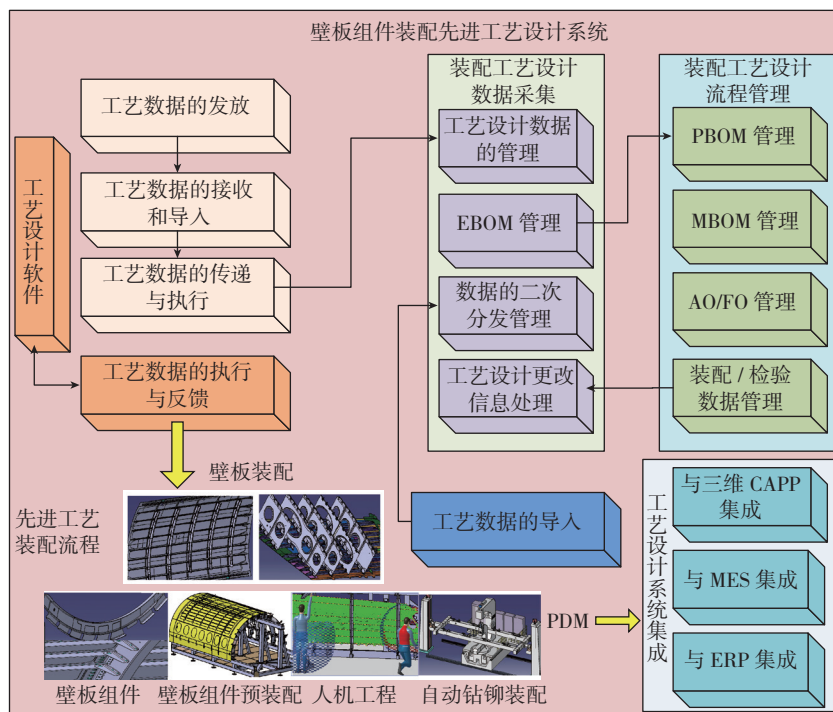 壁板组件装配先进工艺设计系统
工艺数据的发放
工艺数据的接收
和导入
工艺数据的传递
与执行
工艺设计软件
工艺数据的执行
与反馈
装配工艺设计
数据采集
工艺设计数据
的管理
EBOM 管理
数据的二次
分发管理
工艺设计更改
信息处理
装配工艺设计
流程管理
PBOM 管理
MBOM 管理
AO/FO 管理
装配 / 检验
数据管理
壁板装配
先进工艺
装配流程
工艺数据的导入
工艺设计系统集成
与三维 CAPP
集成
与 MES 集成
与 ERP 集成
PDM
壁板组件
壁板组件预装配
人机工程
自动钻铆装配